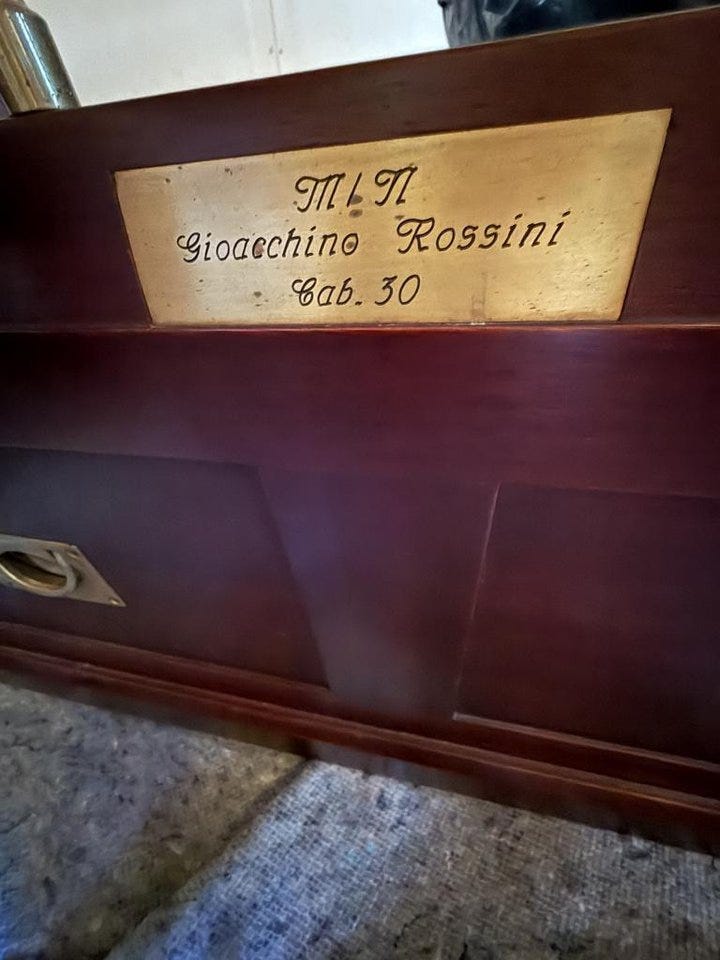 M/N
Gioacchino Rossini
Cab. 30